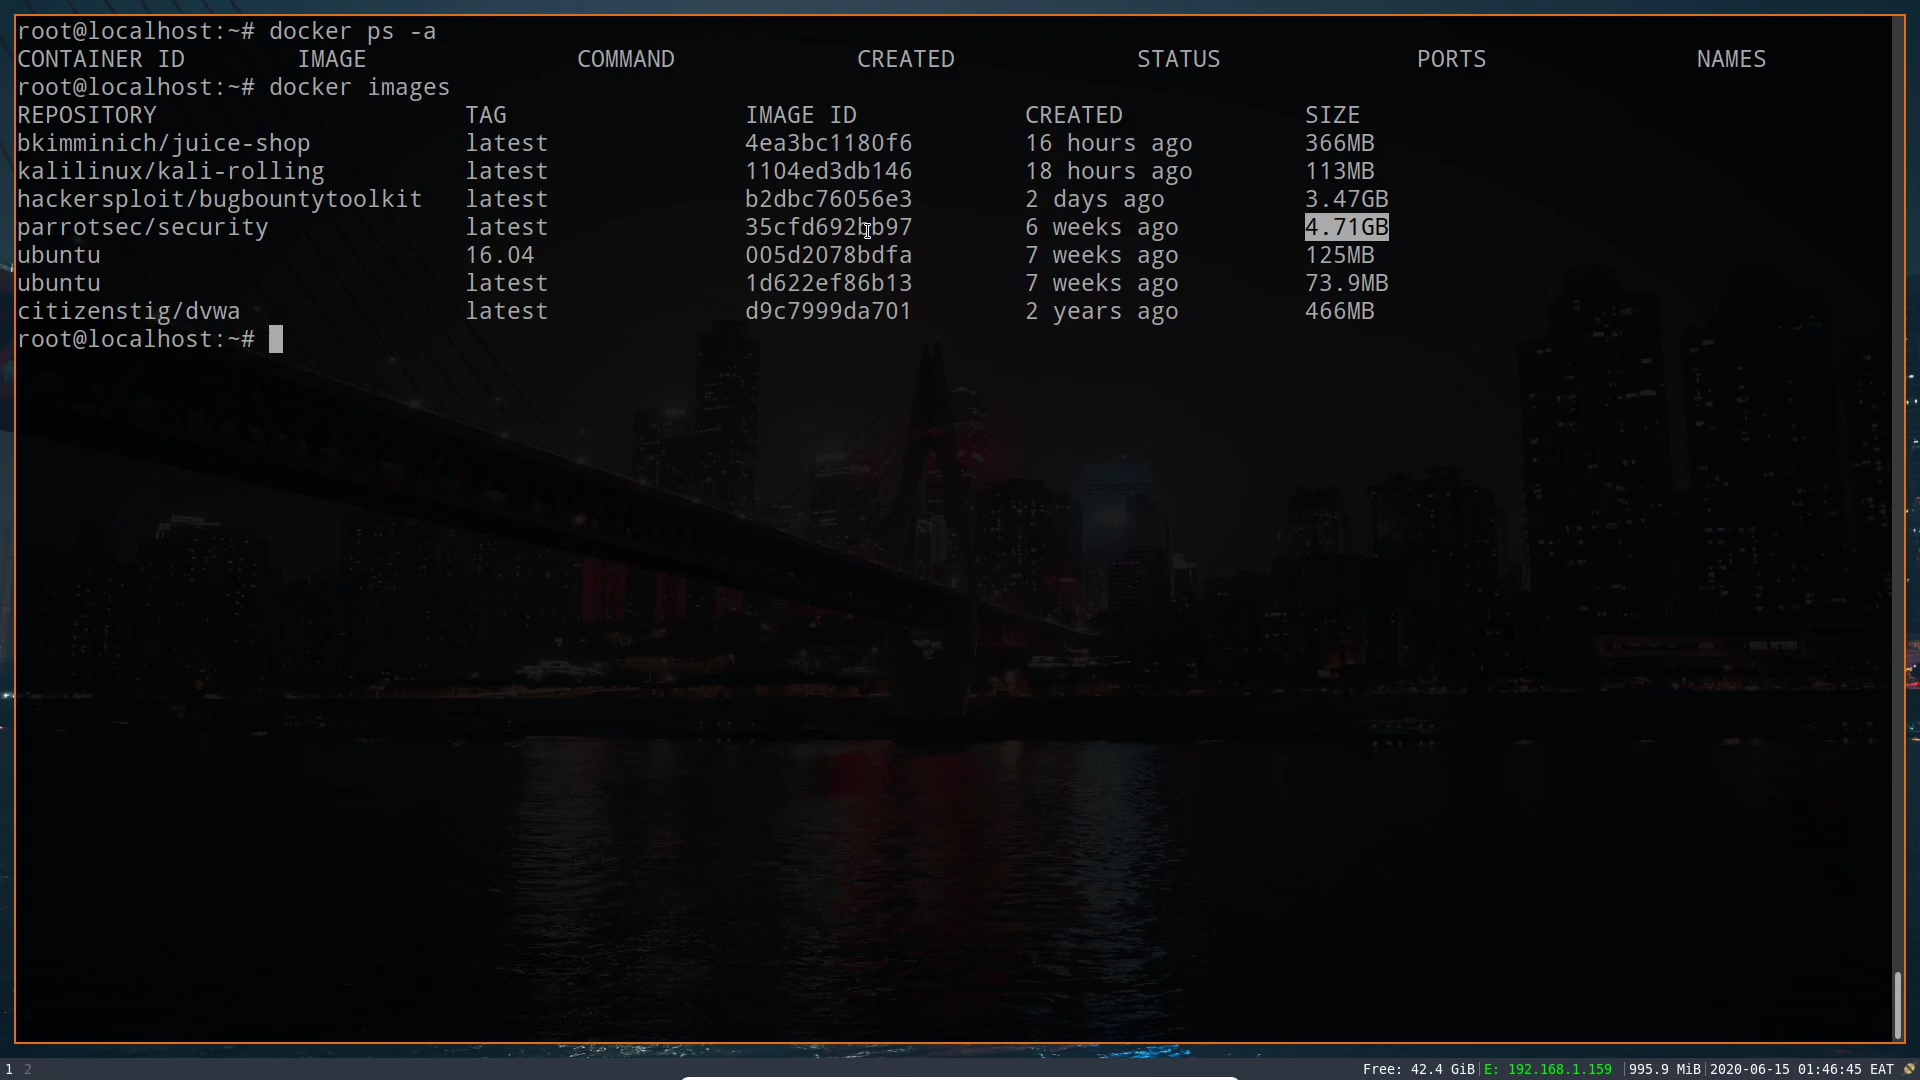 root@localhost:~# docker ps -a
CONTAINER ID        IMAGE               COMMAND             CREATED             STATUS              PORTS               NAMES
root@localhost:~# docker images
REPOSITORY                      TAG                 IMAGE ID            CREATED             SIZE
bkimminich/juice-shop           latest              4ea3bc1180f6        16 hours ago        366MB
kalilinux/kali-rolling          latest              1104ed3db146        18 hours ago        113MB
hackersploit/bugbountytoolkit   latest              b2dbc76056e3        2 days ago          3.47GB
parrotsec/security              latest              35cfd692bb97        6 weeks ago         4.71GB
ubuntu                          16.04               005d2078bdfa        7 weeks ago         125MB
ubuntu                          latest              1d622ef86b13        7 weeks ago         73.9MB
citizenstig/dvwa                latest              d9c7999da701        2 years ago         466MB
root@localhost:~#
1 2 Free: 42.4 GiB|E: 192.168.1.159 |995.9 MiB|2020-06-15 01:46:45 EAT